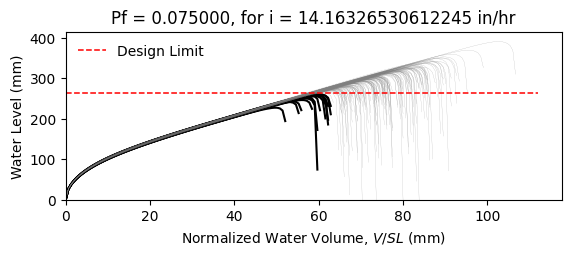 Pf = 0.075000, for i = 14.16326530612245 in/hr
Water Level (mm)
400
300
200
100
0
Design Limit
0 20 40 60 80 100
Normalized Water Volume, V/SL (mm)